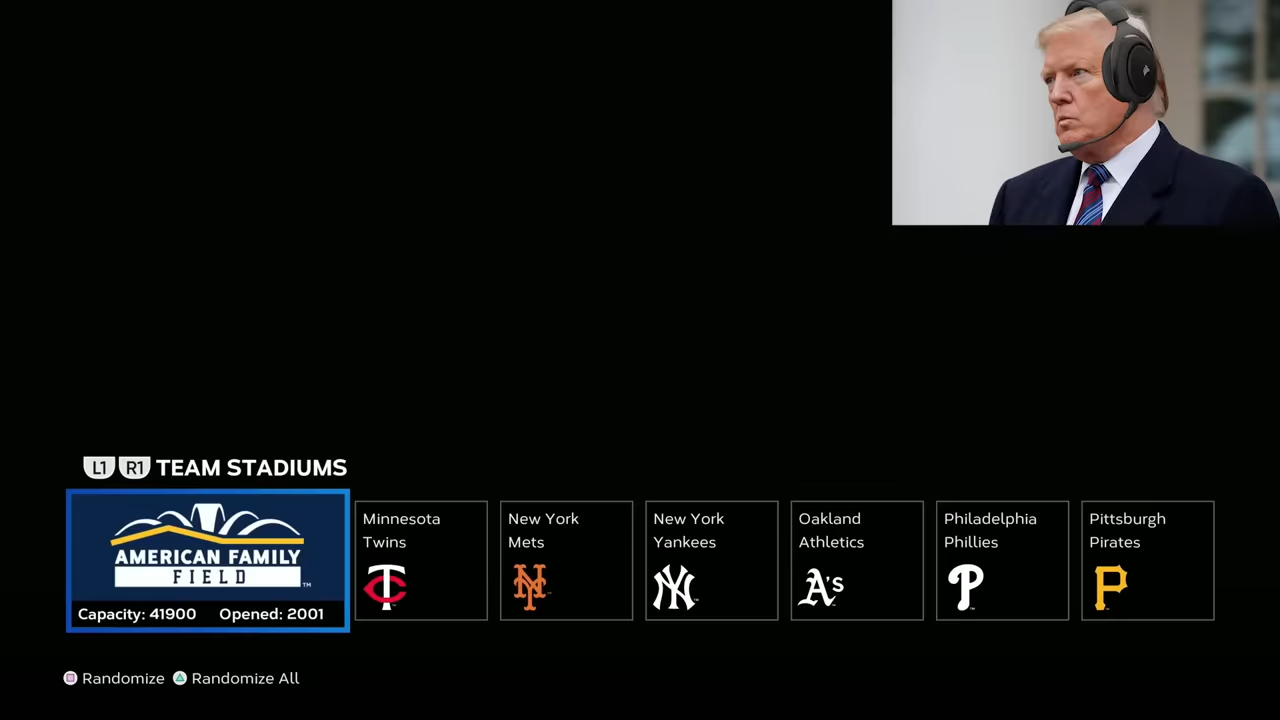 L1 R1 TEAM STADIUMS
AMERICAN FAMILY
FIELD
™
Capacity: 41900 Opened: 2001
Minnesota
Twins
New York
Mets
New York
Yankees
Oakland
Athletics
A's
Philadelphia
Phillies
P
Pittsburgh
Pirates
P
Randomize Randomize All